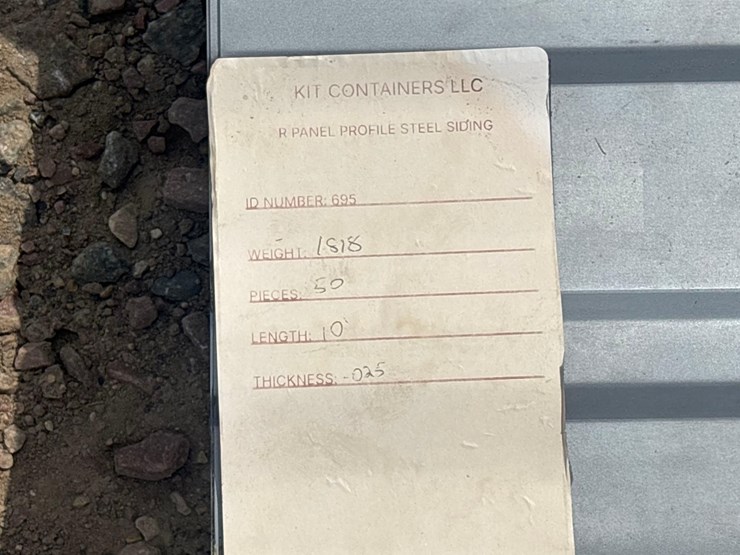 KIT CONTAINERS LLC
R PANEL PROFILE STEEL SIDING
ID NUMBER: 695
WEIGHT: 1818
PIECES: 50
LENGTH: 10'
THICKNESS: .025